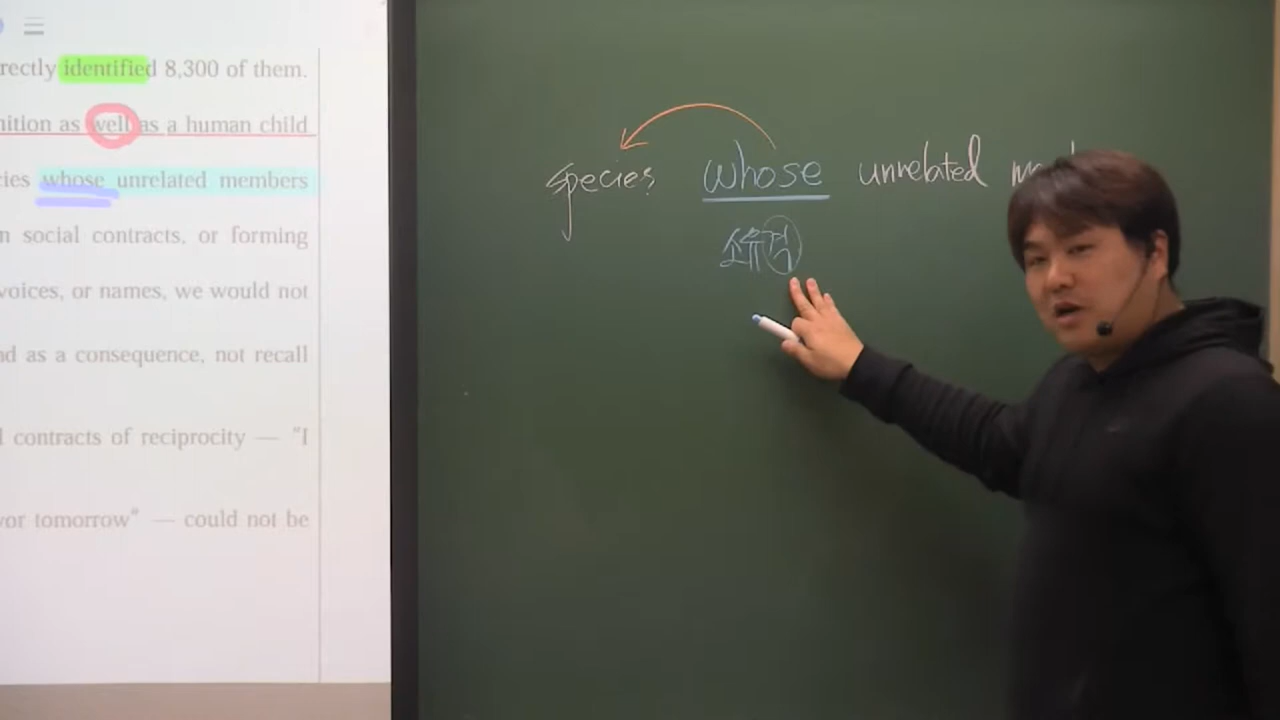 rectly identified 8,300 of them.
nition as well as a human child
cies whose unrelated members
n social contracts, or forming
voices, or names, we would not
nd as a consequence, not recall
l contracts of reciprocity — "I
vor tomorrow" — could not be
species whose unrelated
소유격